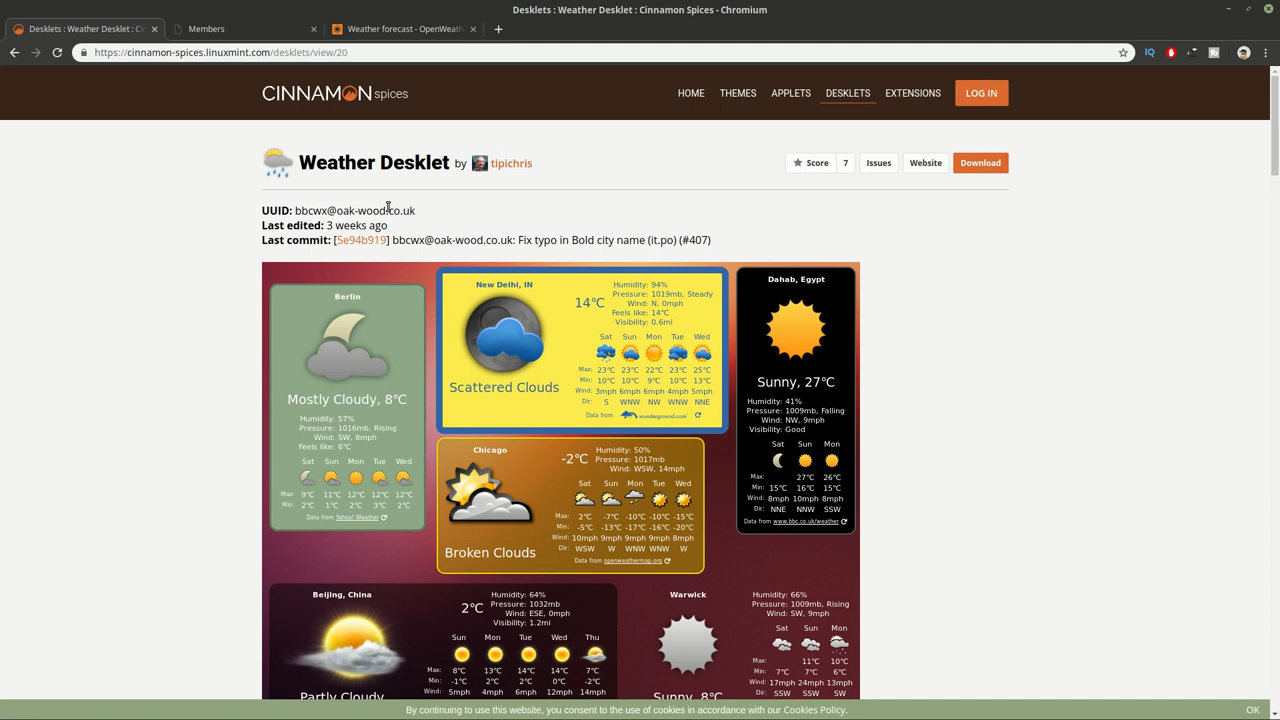 Desklets : Weather Desklet : Cinnamon Spices - Chromium
Desklets : Weather Desklet : Ci
Members
Weather forecast - OpenWeath
https://cinnamon-spices.linuxmint.com/desklets/view/20
IQ
CINNAMON spices
HOME THEMES APPLETS DESKLETS EXTENSIONS LOG IN
Weather Desklet by tipichris
Score 7 Issues Website Download
UUID: bbcwx@oak-wood.co.uk
Last edited: 3 weeks ago
Last commit: [5e94b919] bbcwx@oak-wood.co.uk: Fix typo in Bold city name (it.po) (#407)
Berlin
Mostly Cloudy, 8℃
Humidity: 57%
Pressure: 1016mb, Rising
Wind: SW, 8mph
Feels like: 6℃
Sat Sun Mon Tue Wed
Max: 9℃ 11℃ 12℃ 12℃ 12℃
Min: 2℃ 1℃ 2℃ 3℃ 2℃
Data from Yahoo! Weather
New Delhi, IN
Scattered Clouds
14℃
Humidity: 94%
Pressure: 1019mb, Steady
Wind: N, 0mph
Feels like: 14℃
Visibility: 0.6mi
Sat Sun Mon Tue Wed
Max: 23℃ 23℃ 22℃ 23℃ 25℃
Min: 10℃ 10℃ 9℃ 10℃ 13℃
Wind: 3mph 6mph 6mph 4mph 5mph
Dir: S WNW NW WNW NNE
Data from wunderground.com
Dahab, Egypt
Sunny, 27℃
Humidity: 41%
Pressure: 1009mb, Falling
Wind: NW, 9mph
Visibility: Good
Sat Sun Mon
Max: 27℃ 26℃
Min: 15℃ 16℃ 15℃
Wind: 8mph 10mph 8mph
Dir: NNE NNW SSW
Data from www.bbc.co.uk/weather
Chicago
Broken Clouds
-2℃
Humidity: 50%
Pressure: 1017mb
Wind: WSW, 14mph
Sat Sun Mon Tue Wed
Max: 2℃ -7℃ -10℃ -10℃ -15℃
Min: -5℃ -13℃ -17℃ -16℃ -20℃
Wind: 10mph 9mph 9mph 9mph 8mph
Dir: WSW W WNW WNW W
Data from openweathermap.org
Beijing, China
Partly Cloudy
2℃
Humidity: 64%
Pressure: 1032mb
Wind: ESE, 0mph
Visibility: 1.2mi
Sun Mon Tue Wed Thu
Max: 8℃ 13℃ 14℃ 14℃ 7℃
Min: -1℃ 2℃ 2℃ 0℃ -2℃
Wind: 5mph 4mph 6mph 12mph 14mph
Warwick
Sunny, 8℃
Humidity: 66%
Pressure: 1009mb, Rising
Wind: SW, 9mph
Sat Sun Mon
Max: 11℃ 10℃
Min: 7℃ 7℃ 6℃
Wind: 17mph 24mph 13mph
Dir: SSW SSW SW
By continuing to use this website, you consent to the use of cookies in accordance with our Cookies Policy.
OK